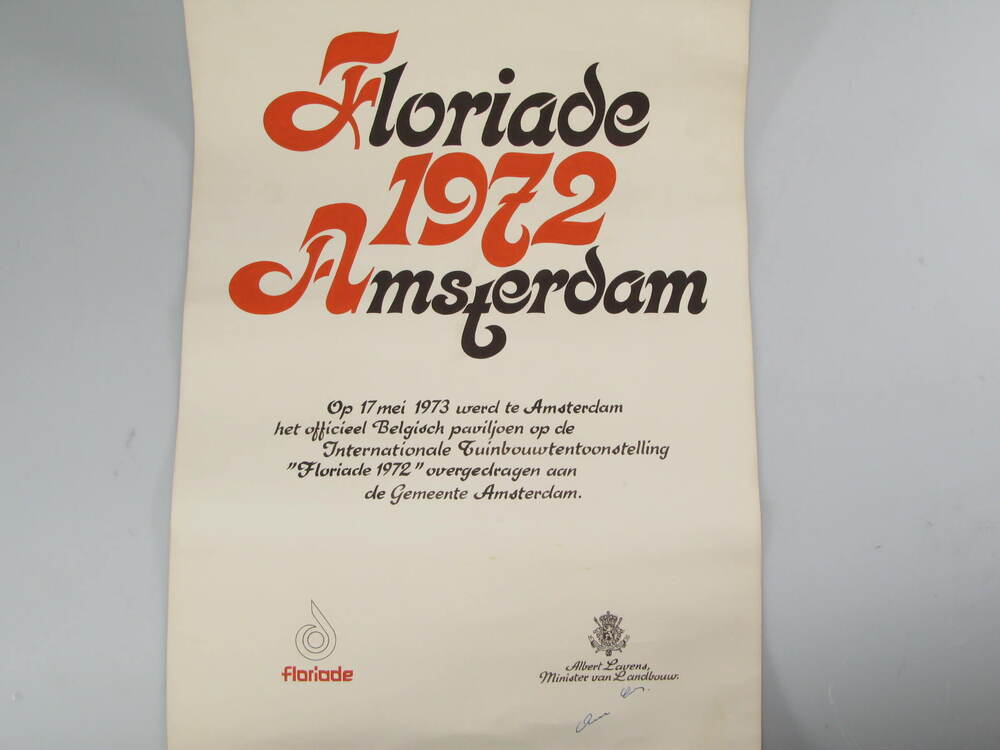 Floriade
1972
Amsterdam
Op 17 mei 1973 werd te Amsterdam
het officieel Belgisch paviljoen op de
Internationale Tuinbouwtentoonstelling
"Floriade 1972" overgedragen aan
de Gemeente Amsterdam.
floriade
Albert Lavens,
Minister van Landbouw.